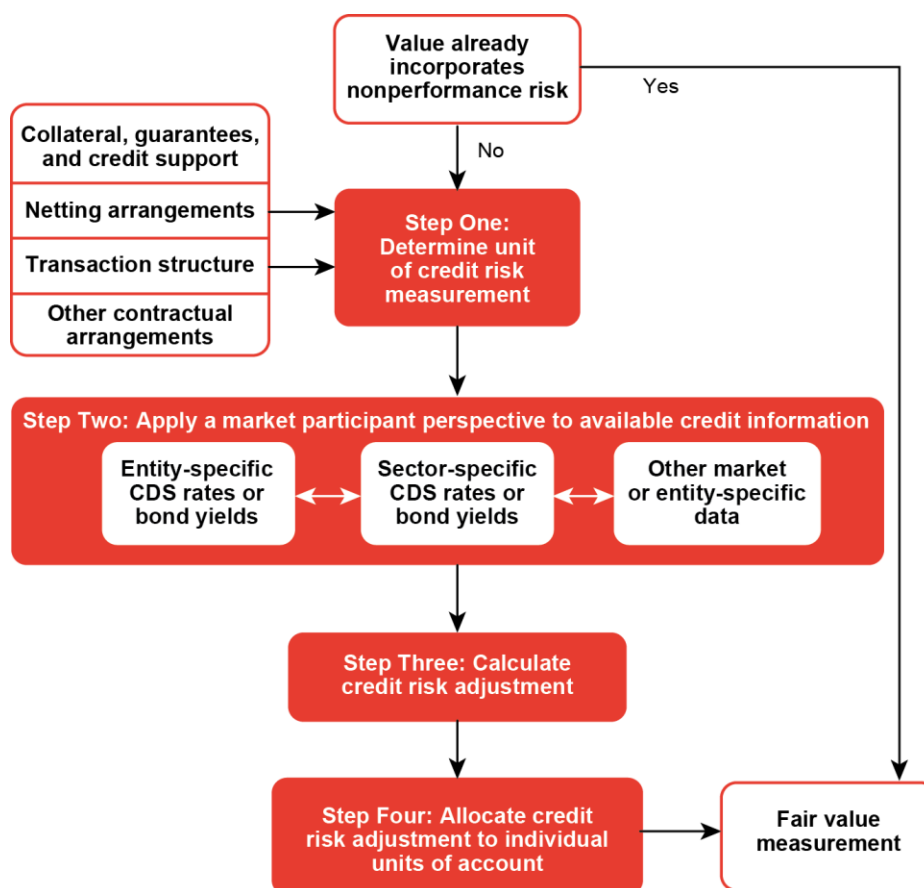 Value already
incorporates
nonperformance risk
Yes
No
Collateral, guarantees,
and credit support
Netting arrangements
Transaction structure
Other contractual
arrangements
Step One:
Determine unit
of credit risk
measurement
Step Two: Apply a market participant perspective to available credit information
Entity-specific
CDS rates or
bond yields
Sector-specific
CDS rates or
bond yields
Other market
or entity-specific
data
Step Three: Calculate
credit risk adjustment
Step Four: Allocate credit
risk adjustment to individual
units of account
Fair value
measurement